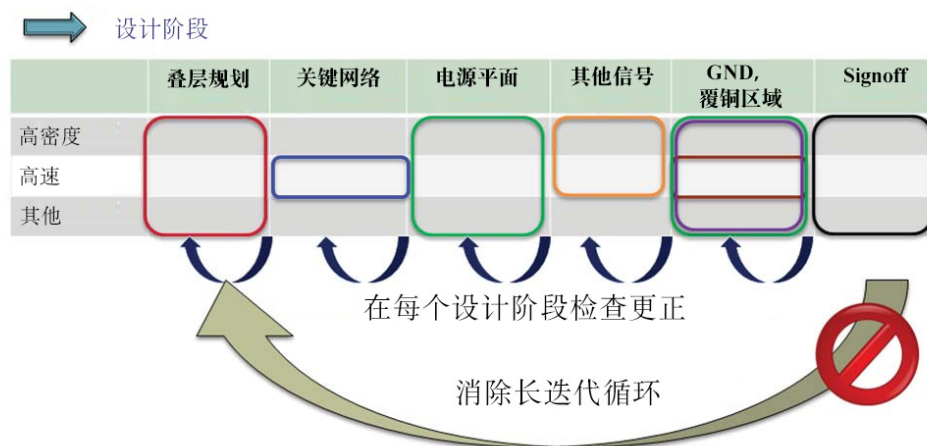 设计阶段
叠层规划
关键网络
电源平面
其他信号
GND,
覆铜区域
Signoff
高密度
高速
其他
在每个设计阶段检查更正
消除长迭代循环